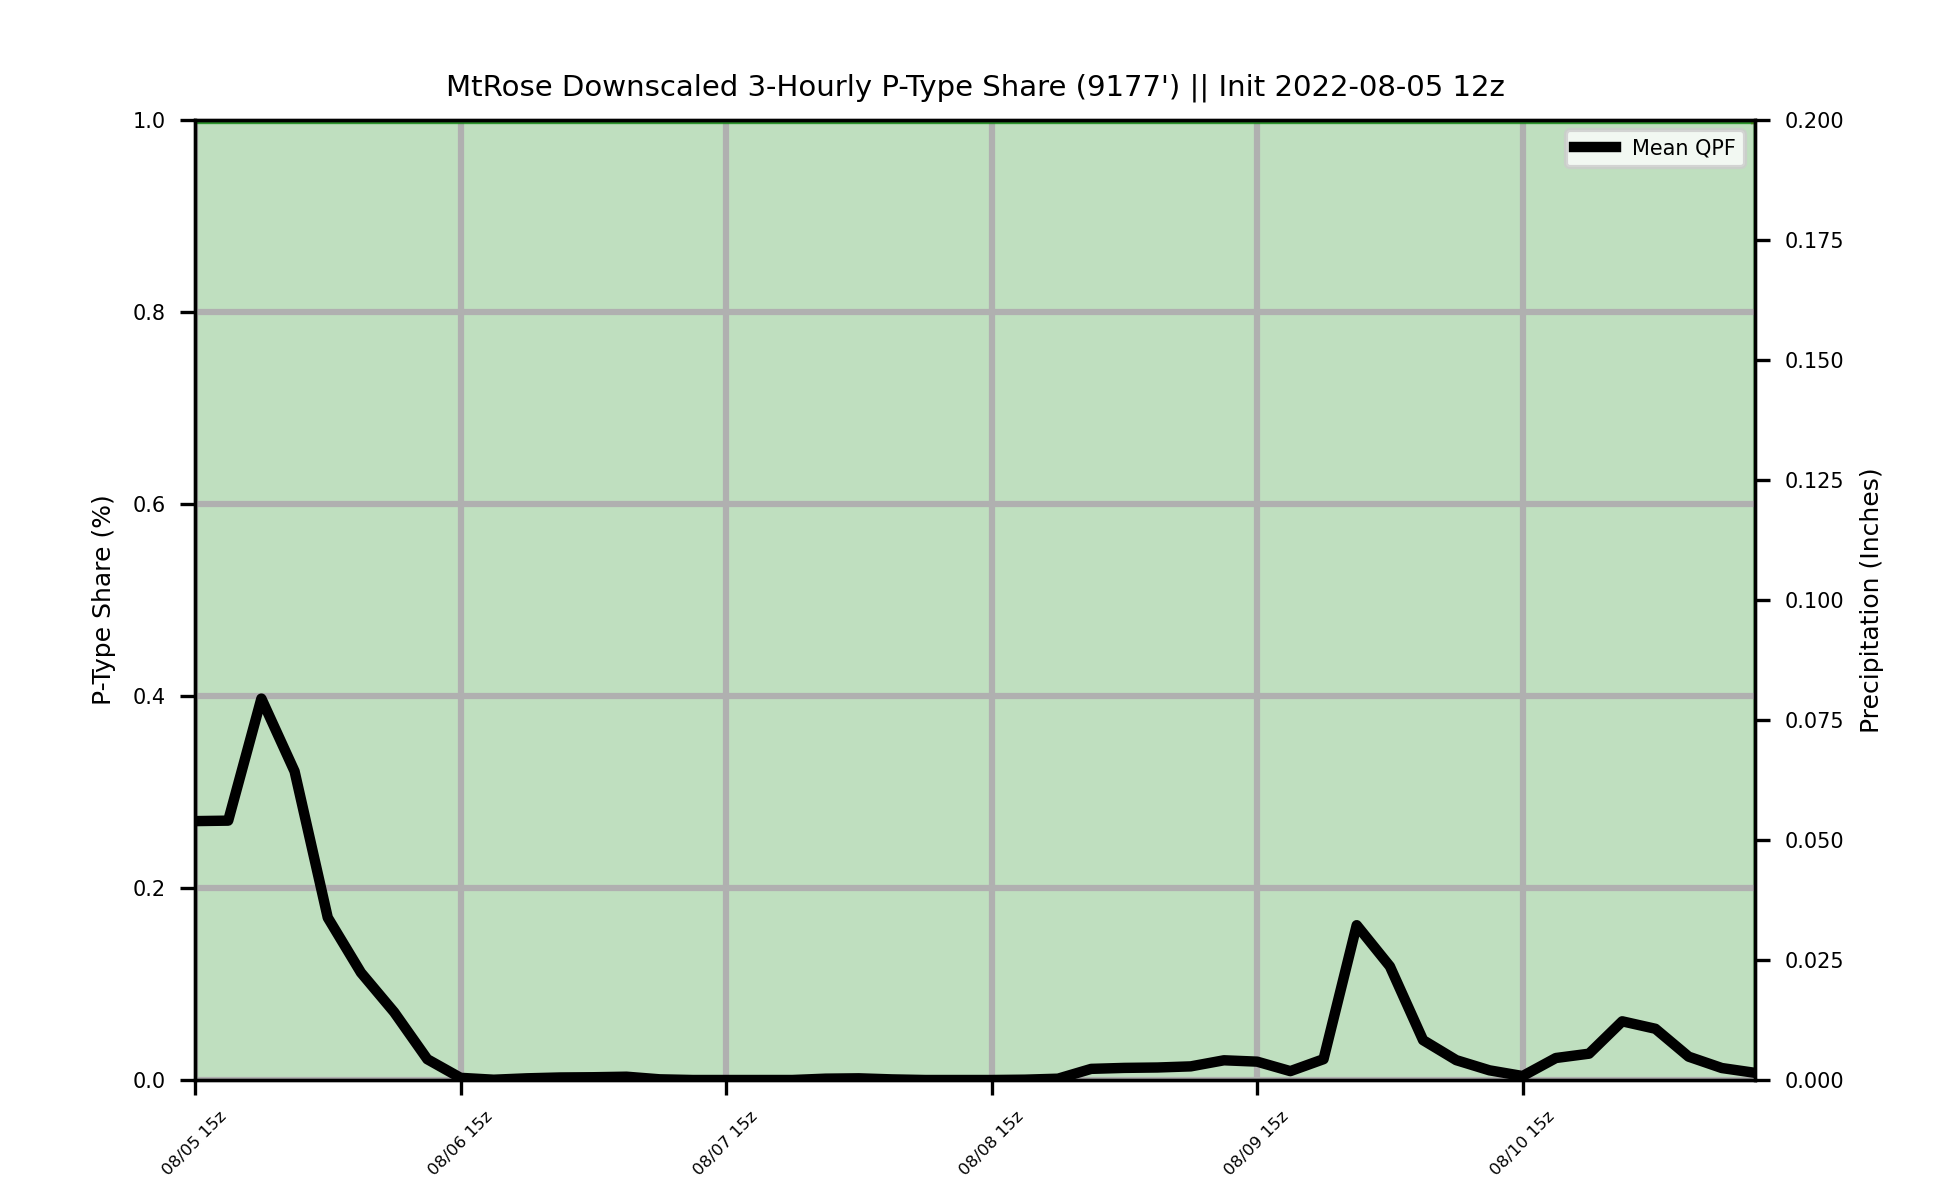 MtRose Downscaled 3-Hourly P-Type Share (9177') || Init 2022-08-05 12z
Mean QPF
P-Type Share (%)
1.0
0.8
0.6
0.4
0.2
0.0
0.200
0.175
0.150
0.125
0.100
0.075
0.050
0.025
0.000
Precipitation (Inches)
08/05 15z
08/06 15z
08/07 15z
08/08 15z
08/09 15z
08/10 15z